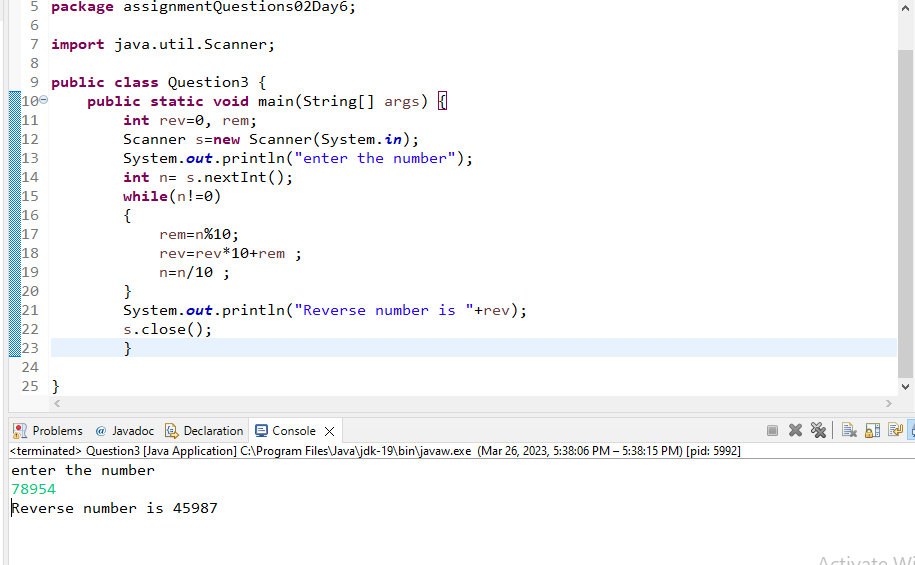 5 package assignmentQuestions02Day6;
6
7 import java.util.Scanner;
8
9 public class Question3 {
10 public static void main(String[] args) {
11 int rev=0, rem;
12 Scanner s=new Scanner(System.in);
13 System.out.println("enter the number");
14 int n= s.nextInt();
15 while(n!=0)
16 {
17 rem=n%10;
18 rev=rev*10+rem ;
19 n=n/10 ;
20 }
21 System.out.println("Reverse number is "+rev);
22 s.close();
23 }
24
25 }
Problems @ Javadoc Declaration Console
<terminated> Question3 [Java Application] C:\Program Files\Java\jdk-19\bin\javaw.exe (Mar 26, 2023, 5:38:06 PM – 5:38:15 PM) [pid: 5992]
enter the number
78954
Reverse number is 45987
Activate Wi